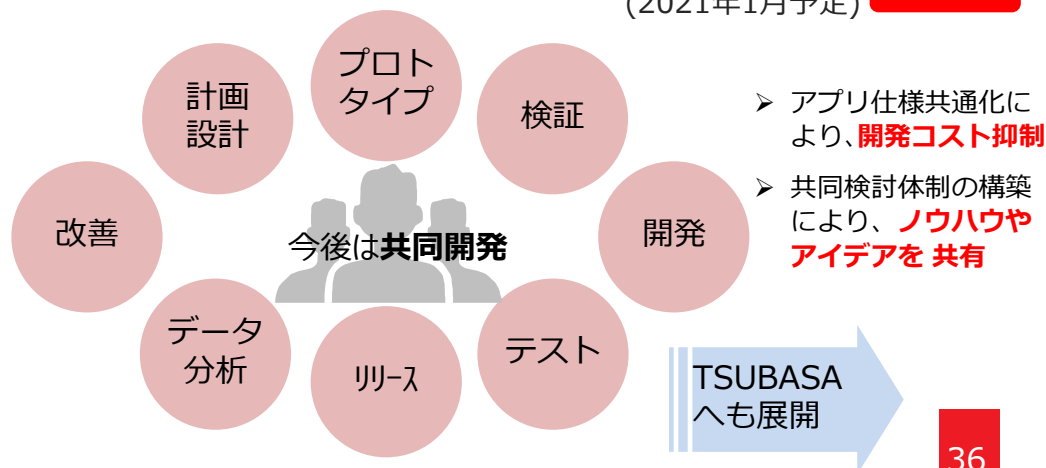 (2021年1月予定)
プロト
タイプ
計画
設計
検証
改善
今後は共同開発
開発
データ
分析
ﾘﾘｰｽ
テスト
➢ アプリ仕様共通化に
より、開発コスト抑制
➢ 共同検討体制の構築
により、ノウハウや
アイデアを 共有
TSUBASA
へも展開
36